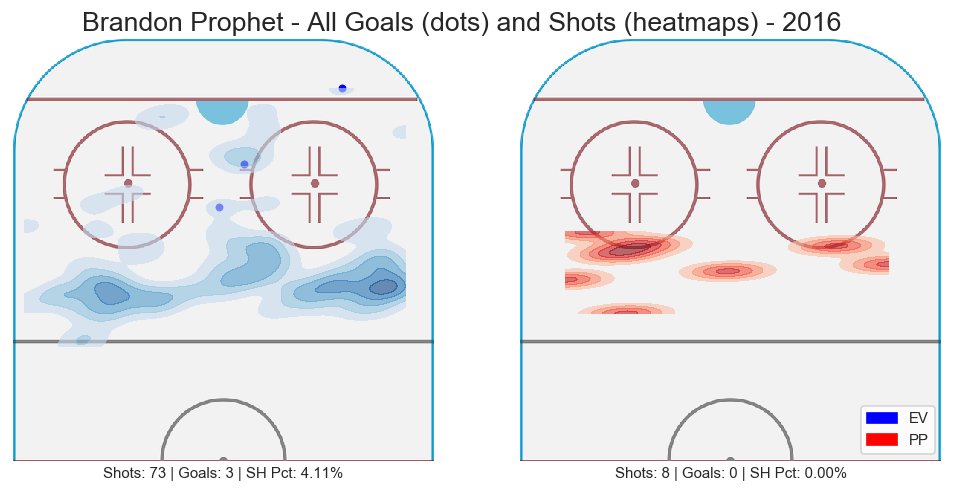 Brandon Prophet - All Goals (dots) and Shots (heatmaps) - 2016
EV
PP
Shots: 73 | Goals: 3 | SH Pct: 4.11%
Shots: 8 | Goals: 0 | SH Pct: 0.00%